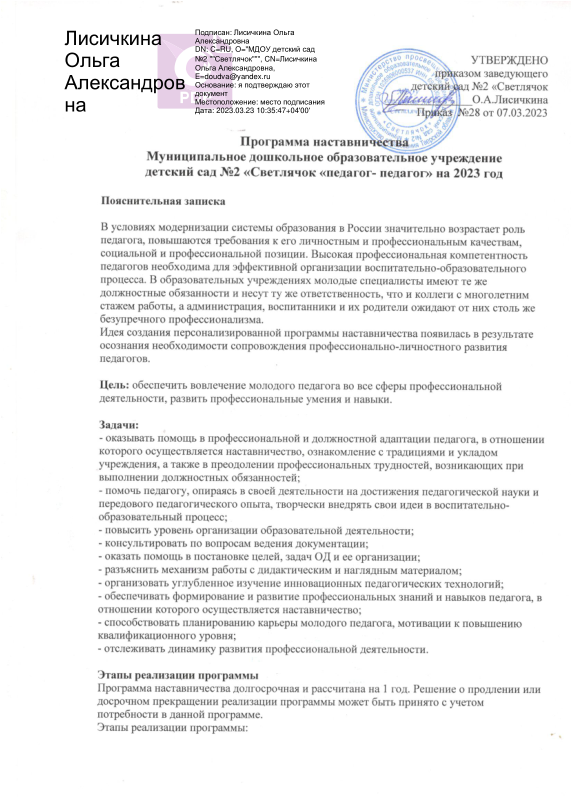 Лисичкина
Ольга
Александров
на
Подписан: Лисичкина Ольга
Александровна
DN: C=RU, O="МДОУ детский сад
№2 ""Светлячок""", CN=Лисичкина
Ольга Александровна,
E=doudva@yandex.ru
Основание: я подтверждаю этот
документ
Местоположение: место подписания
Дата: 2023.03.23 10:35:47+04'00'
УТВЕРЖДЕНО
приказом заведующего
детский сад №2 «Светлячок
О.А.Лисичкина
Приказ №28 от 07.03.2023
Программа наставничества
Муниципальное дошкольное образовательное учреждение
детский сад №2 «Светлячок «педагог- педагог» на 2023 год
Пояснительная записка
В условиях модернизации системы образования в России значительно возрастает роль
педагога, повышаются требования к его личностным и профессиональным качествам,
социальной и профессиональной позиции. Высокая профессиональная компетентность
педагогов необходима для эффективной организации воспитательно-образовательного
процесса. В образовательных учреждениях молодые специалисты имеют те же
должностные обязанности и несут ту же ответственность, что и коллеги с многолетним
стажем работы, а администрация, воспитанники и их родители ожидают от них столь же
безупречного профессионализма.
Идея создания персонализированной программы наставничества появилась в результате
осознания необходимости сопровождения профессионально-личностного развития
педагогов.
Цель: обеспечить вовлечение молодого педагога во все сферы профессиональной
деятельности, развить профессиональные умения и навыки.
Задачи:
- оказывать помощь в профессиональной и должностной адаптации педагога, в отношении
которого осуществляется наставничество, ознакомление с традициями и укладом
учреждения, а также в преодолении профессиональных трудностей, возникающих при
выполнении должностных обязанностей;
- помочь педагогу, опираясь в своей деятельности на достижения педагогической науки и
передового педагогического опыта, творчески внедрять свои идеи в воспитательно-
образовательный процесс;
- повысить уровень организации образовательной деятельности;
- консультировать по вопросам ведения документации;
- оказать помощь в постановке целей, задач ОД и ее организации;
- разъяснить механизм работы с дидактическим и наглядным материалом;
- организовать углубленное изучение инновационных педагогических технологий;
- обеспечивать формирование и развитие профессиональных знаний и навыков педагога, в
отношении которого осуществляется наставничество;
- способствовать планированию карьеры молодого педагога, мотивации к повышению
квалификационного уровня;
- отслеживать динамику развития профессиональной деятельности.
Этапы реализации программы
Программа наставничества долгосрочная и рассчитана на 1 год. Решение о продлении или
досрочном прекращении реализации программы может быть принято с учетом
потребности в данной программе.
Этапы реализации программы: